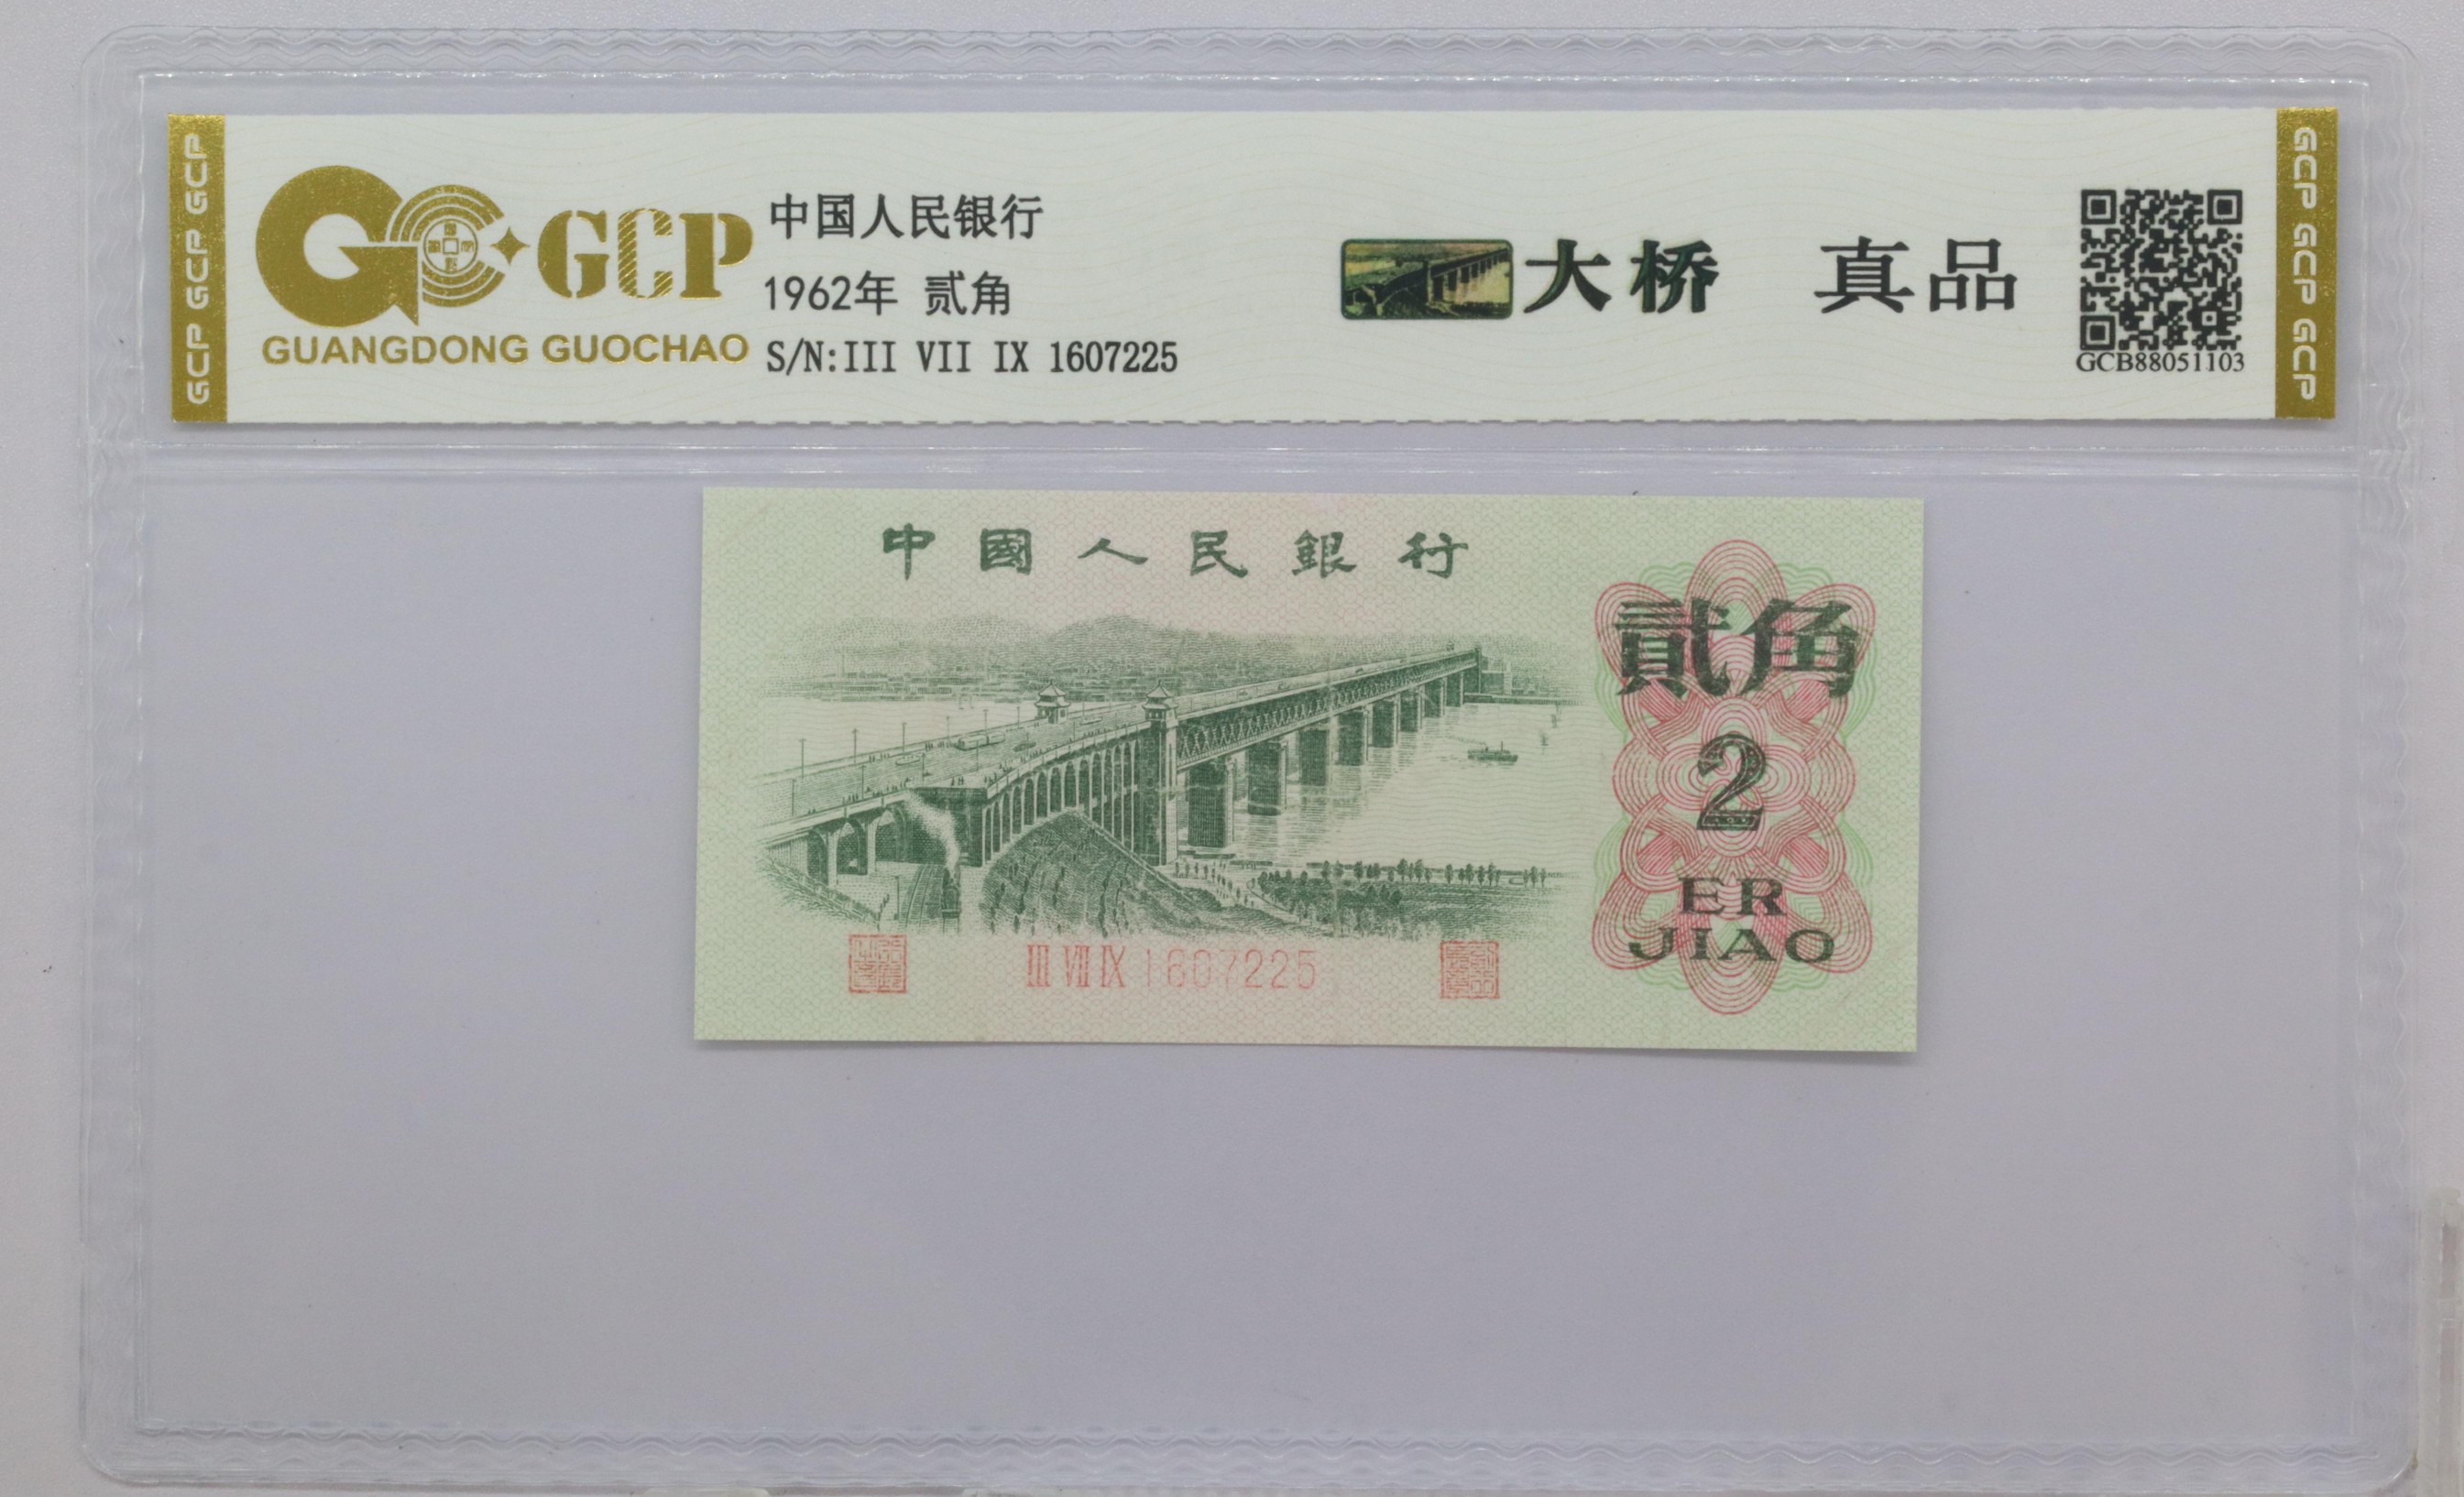 GCP GCP GCP
GCP
GUANGDONG GUOCHAO
中国人民银行
1962年 贰角
S/N:III VII IX 1607225
大桥 真品
GCB88051103
GCP GCP GCP
中國人民銀行
貳角
2
ER
JIAO
III VII IX 1607225